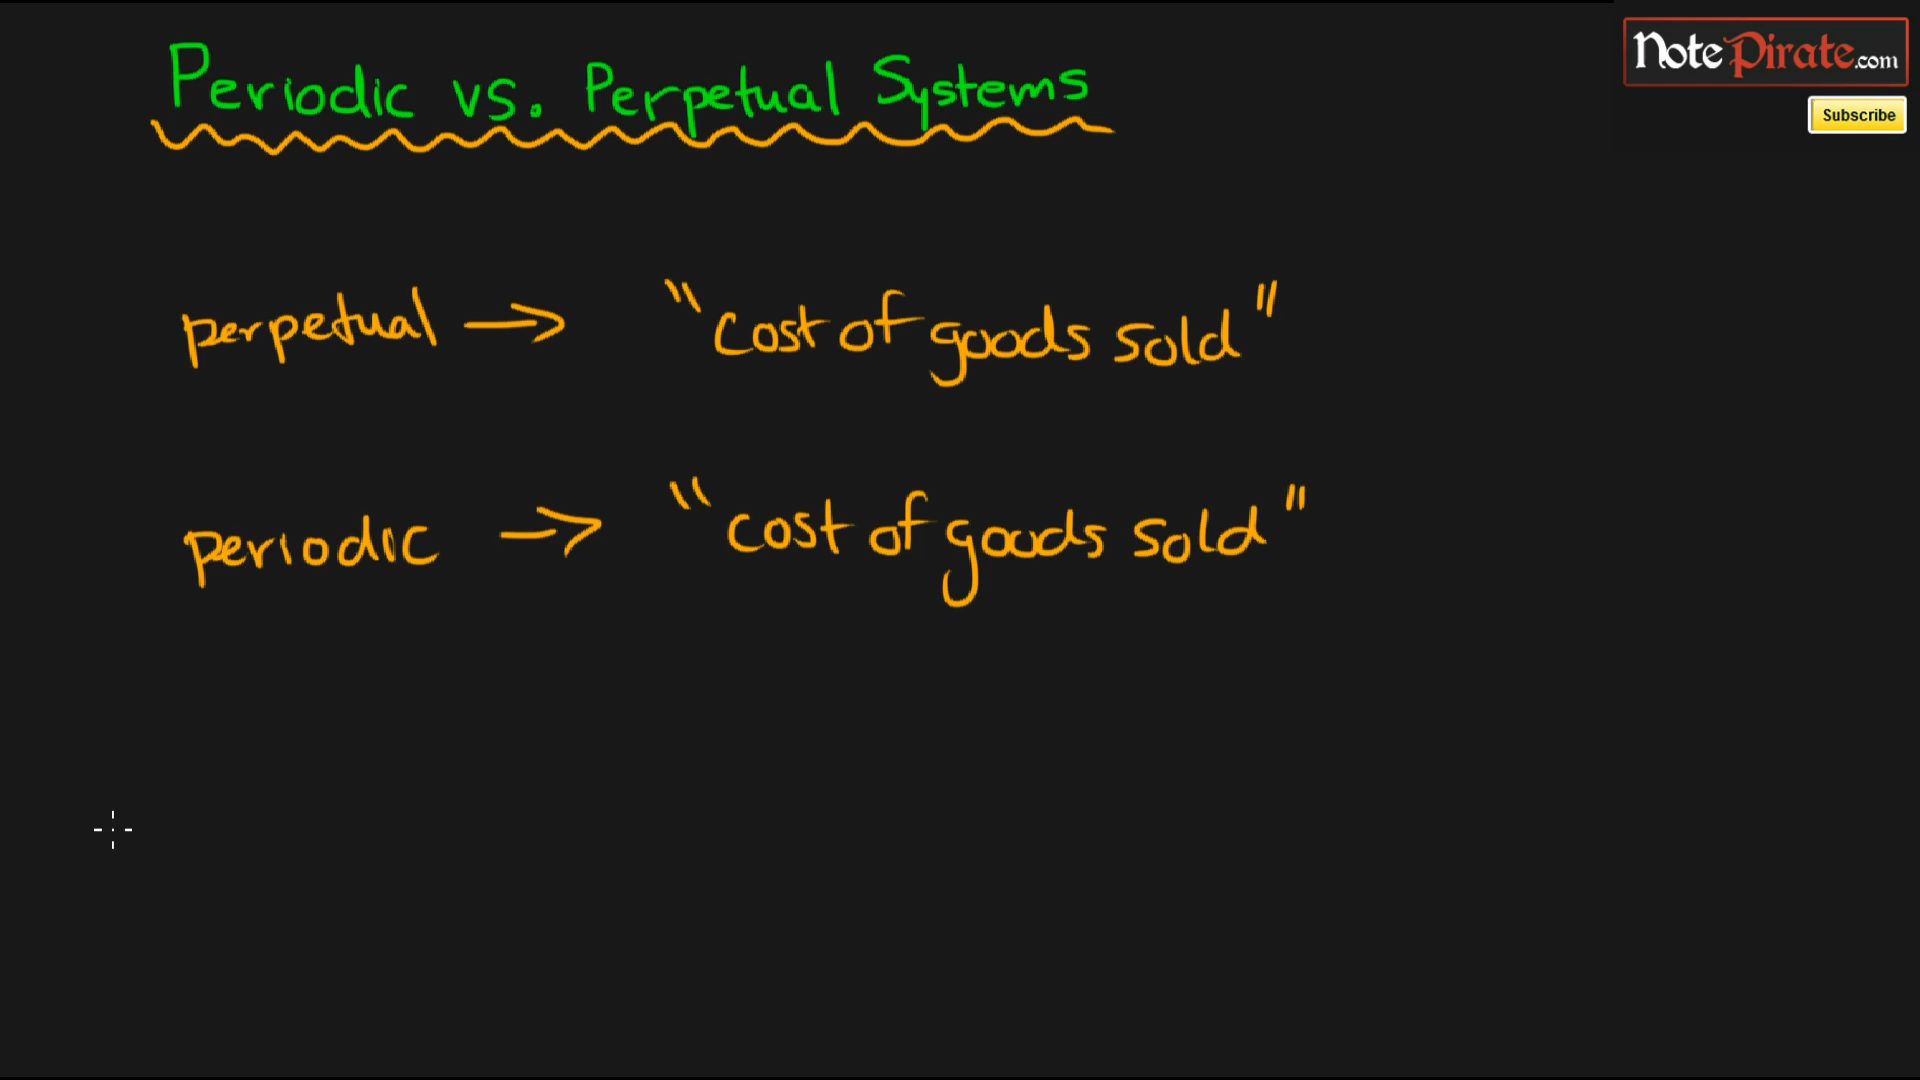 Periodic vs. Perpetual Systems
NotePirate.com
Subscribe
perpetual → "cost of goods sold"
periodic → "cost of goods sold"